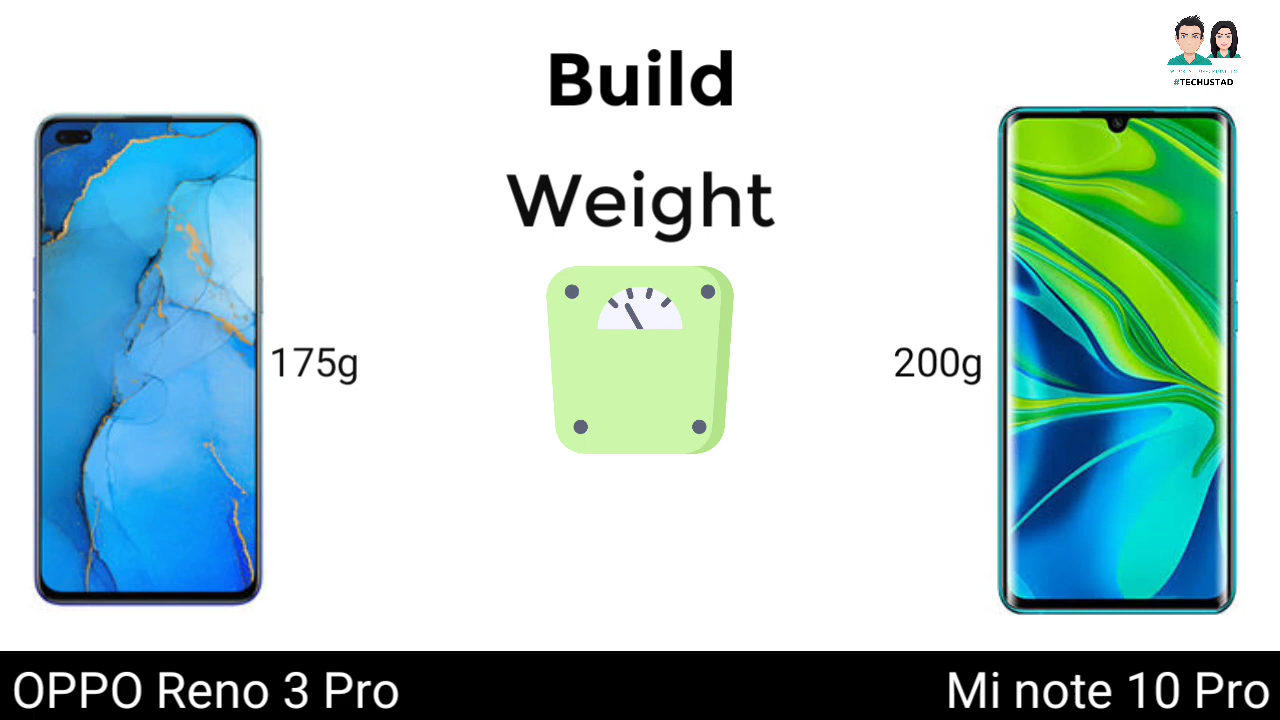 Build
#TECHUSTAD
Weight
175g
200g
OPPO Reno 3 Pro
Mi note 10 Pro